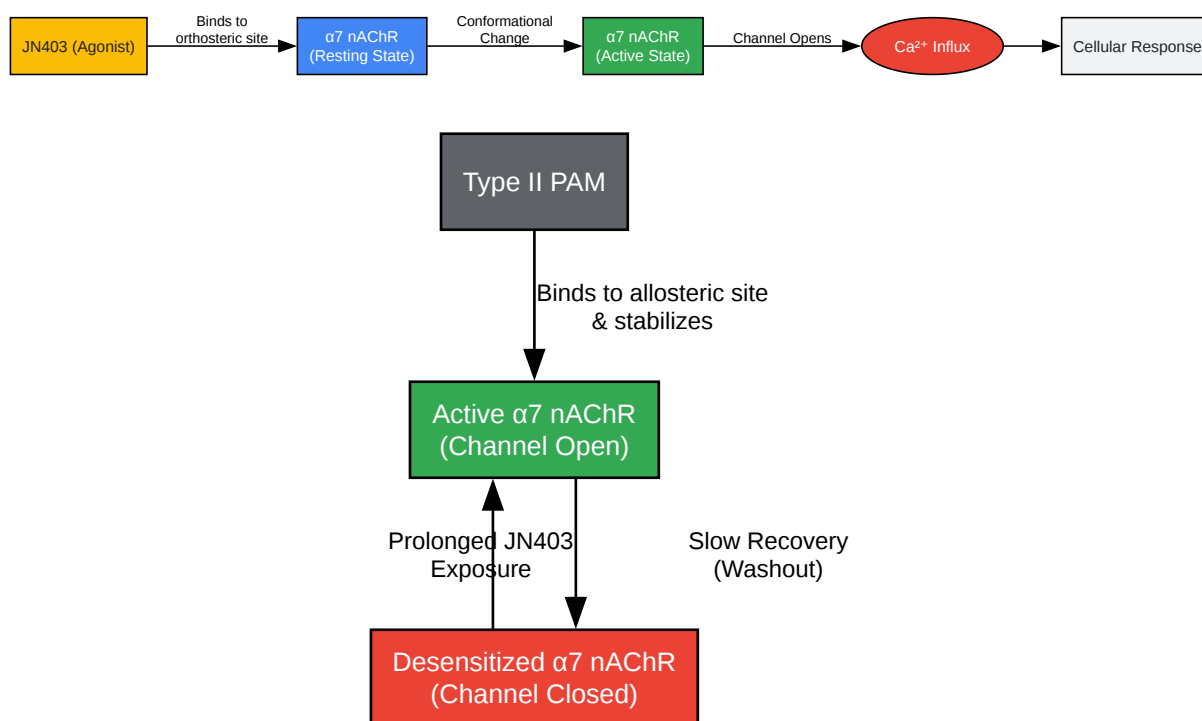 JN403 (Agonist)
Binds to
orthosteric site
α7 nAChR
(Resting State)
Conformational
Change
α7 nAChR
(Active State)
Channel Opens
Ca²⁺ Influx
Cellular Response
Type II PAM
Binds to allosteric site
& stabilizes
Active α7 nAChR
(Channel Open)
Prolonged JN403
Exposure
Slow Recovery
(Washout)
Desensitized α7 nAChR
(Channel Closed)